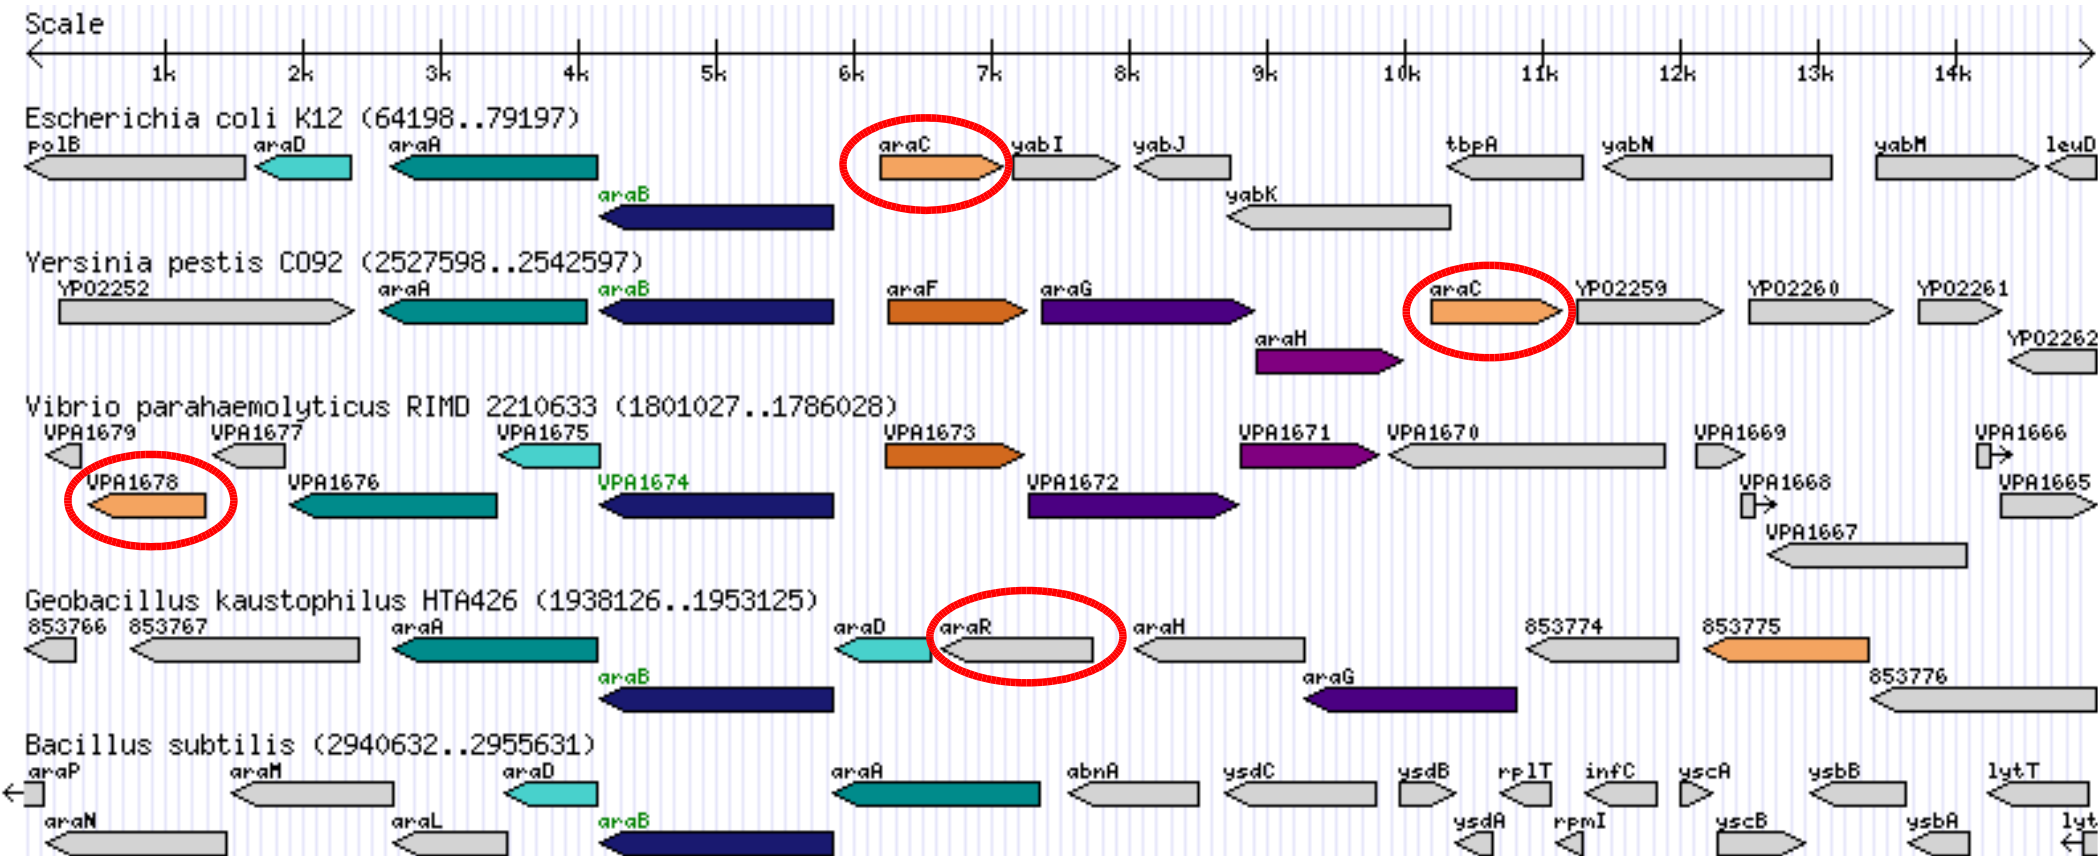 Scale
1k 2k 3k 4k 5k 6k 7k 8k 9k 10k 11k 12k 13k 14k
Escherichia coli K12 (64198..79197)
polB araD araA araC yabI yabJ tbpA yabN yabM leuD
araB yabK
Yersinia pestis CO92 (2527598..2542597)
YPO2252 araA araB araF araG araC YPO2259 YPO2260 YPO2261
araH YPO2262
Vibrio parahaemolyticus RIMD 2210633 (1801027..1786028)
VPA1679 VPA1677 VPA1675 VPA1673 VPA1671 VPA1670 VPA1669 VPA1666
VPA1678 VPA1676 VPA1674 VPA1672 VPA1668 VPA1665
VPA1667
Geobacillus kaustophilus HTA426 (1938126..1953125)
853766 853767 araA araD araR araH 853774 853775
araB araG 853776
Bacillus subtilis (2940632..2955631)
araP araM araD araA abnA ysdC ysdB rplT infC yscA ysbB lytT
araN araL araB ysdA rpmI yscB ysbA lyt